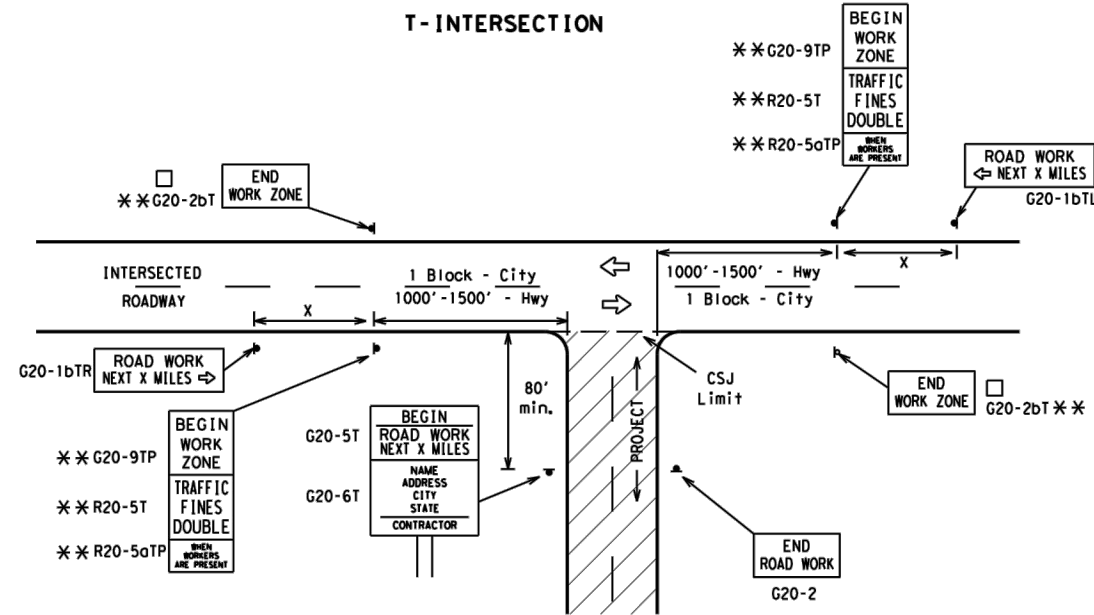 T-INTERSECTION
BEGIN
WORK
ZONE
TRAFFIC
FINES
DOUBLE
WHEN
WORKERS
ARE PRESENT
**G20-9TP
**R20-5T
**R20-5aTP
ROAD WORK
⇦ NEXT X MILES
G20-1bTL
□
**G20-2bT
END
WORK ZONE
INTERSECTED
ROADWAY
X
1 Block - City
1000'-1500' - Hwy
⇦
⇨
1000'-1500' - Hwy
1 Block - City
X
G20-1bTR
ROAD WORK
NEXT X MILES ⇨
80'
min.
PROJECT
CSJ
Limit
END
WORK ZONE
□
G20-2bT**
**G20-9TP
**R20-5T
**R20-5aTP
BEGIN
WORK
ZONE
TRAFFIC
FINES
DOUBLE
WHEN
WORKERS
ARE PRESENT
G20-5T
G20-6T
BEGIN
ROAD WORK
NEXT X MILES
NAME
ADDRESS
CITY
STATE
CONTRACTOR
END
ROAD WORK
G20-2